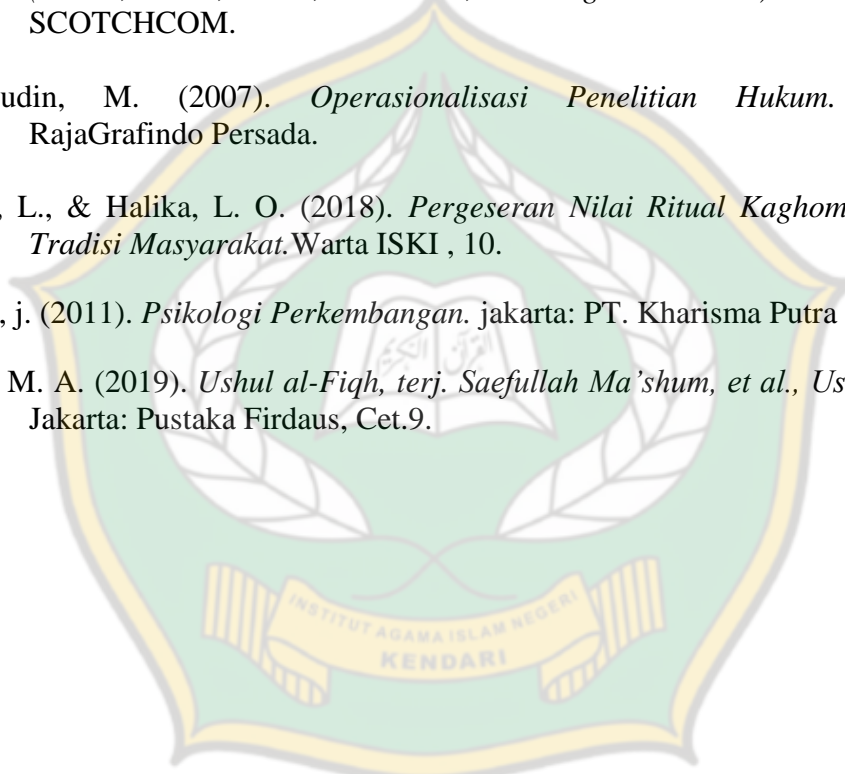 SCOTCHCOM.
udin, M. (2007). Operasionalisasi Penelitian Hukum.
RajaGrafindo Persada.
, L., & Halika, L. O. (2018). Pergeseran Nilai Ritual Kaghom
Tradisi Masyarakat.Warta ISKI , 10.
, j. (2011). Psikologi Perkembangan. jakarta: PT. Kharisma Putra
M. A. (2019). Ushul al-Fiqh, terj. Saefullah Ma’shum, et al., Us
Jakarta: Pustaka Firdaus, Cet.9.
القرآن الكريم
INSTITUT AGAMA ISLAM NEGERI
KENDARI